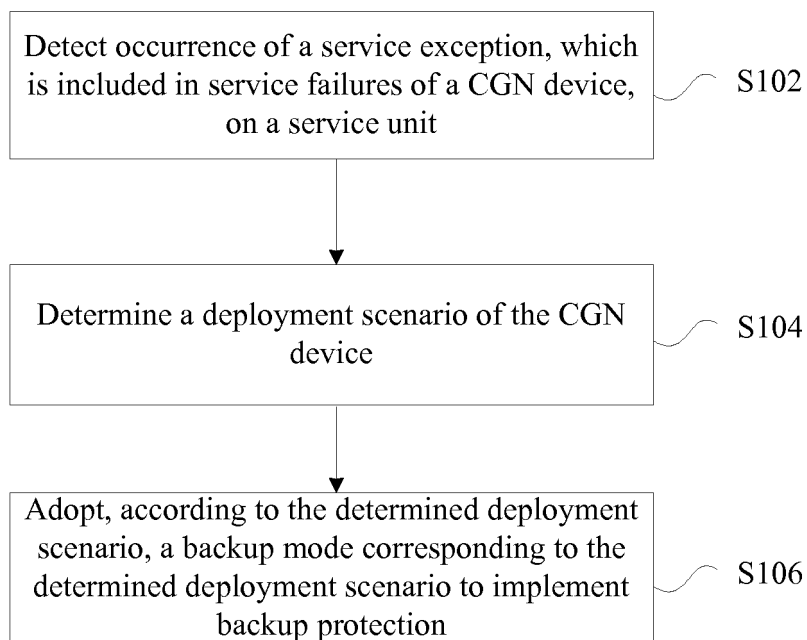 Detect occurrence of a service exception, which
is included in service failures of a CGN device,
on a service unit
S102
Determine a deployment scenario of the CGN
device
S104
Adopt, according to the determined deployment
scenario, a backup mode corresponding to the
determined deployment scenario to implement
backup protection
S106